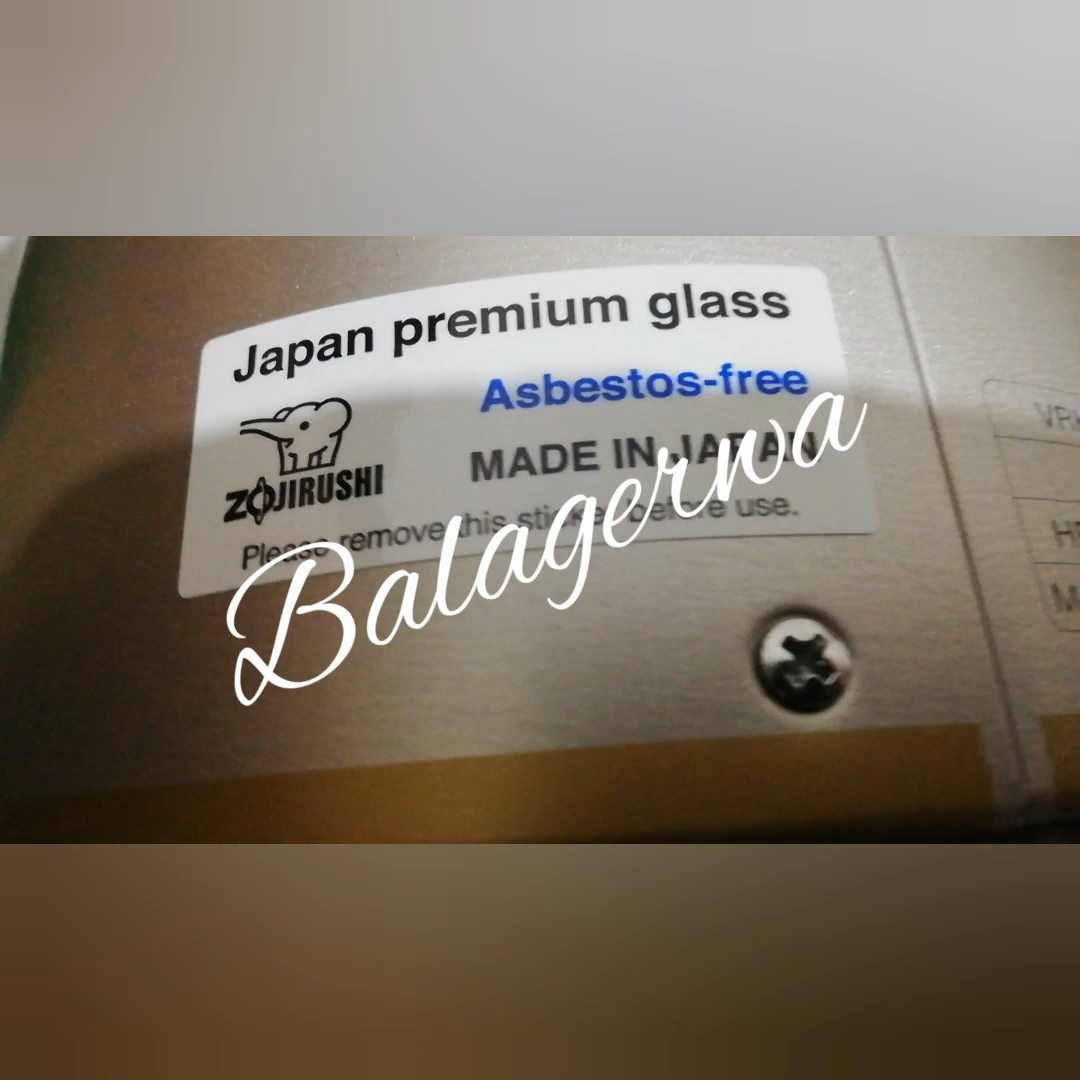 Japan premium glass
Asbestos-free
ZOJIRUSHI
MADE IN JAPAN
Please remove this sticker before use.
Balagerwa